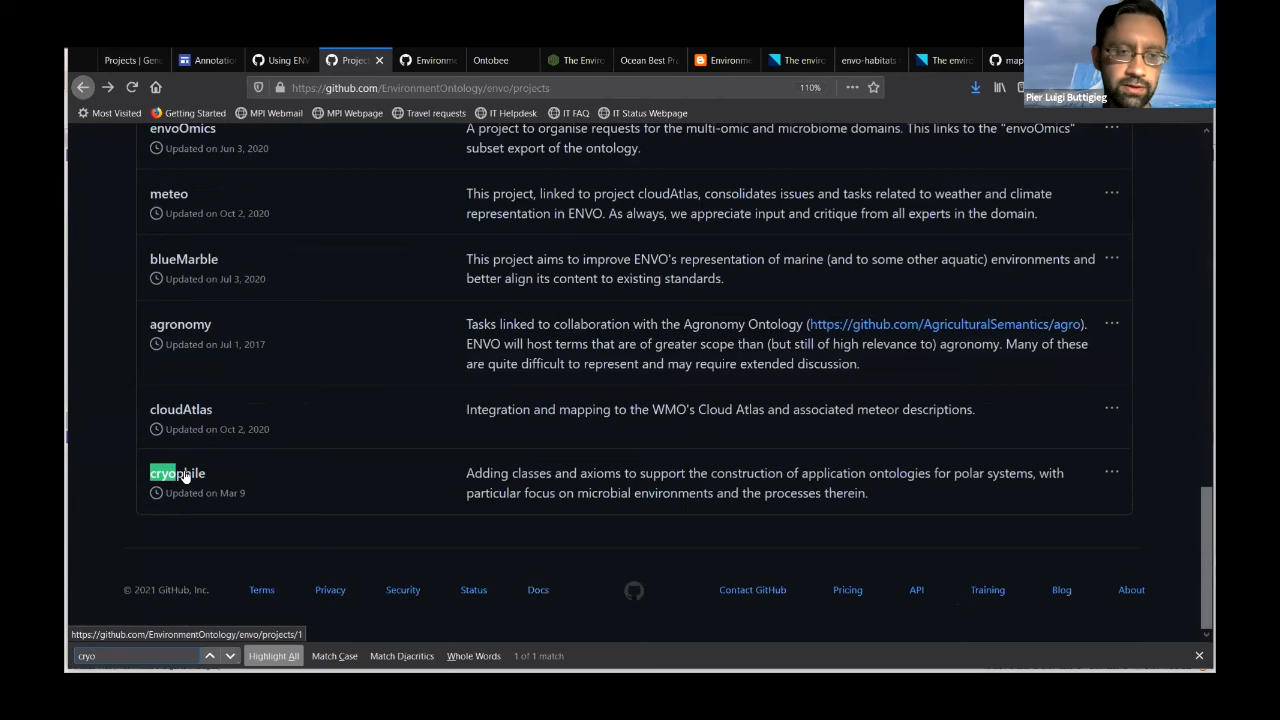 Projects | Gen
Annotation
Using ENV
Project
Environme
Ontobee
The Enviro
Ocean Best Pr
Environme
The enviro
envo-habitats
The enviro
map
https://github.com/EnvironmentOntology/envo/projects
110%
Most Visited
Getting Started
MPI Webmail
MPI Webpage
Travel requests
IT Helpdesk
IT FAQ
IT Status Webpage
Pier Luigi Buttigieg
envoOmics
Updated on Jun 3, 2020
A project to organise requests for the multi-omic and microbiome domains. This links to the "envoOmics"
subset export of the ontology.
meteo
Updated on Oct 2, 2020
This project, linked to project cloudAtlas, consolidates issues and tasks related to weather and climate
representation in ENVO. As always, we appreciate input and critique from all experts in the domain.
blueMarble
Updated on Jul 3, 2020
This project aims to improve ENVO's representation of marine (and to some other aquatic) environments and
better align its content to existing standards.
agronomy
Updated on Jul 1, 2017
Tasks linked to collaboration with the Agronomy Ontology (https://github.com/AgriculturalSemantics/agro).
ENVO will host terms that are of greater scope than (but still of high relevance to) agronomy. Many of these
are quite difficult to represent and may require extended discussion.
cloudAtlas
Updated on Oct 2, 2020
Integration and mapping to the WMO's Cloud Atlas and associated meteor descriptions.
cryophile
Updated on Mar 9
Adding classes and axioms to support the construction of application ontologies for polar systems, with
particular focus on microbial environments and the processes therein.
© 2021 GitHub, Inc.
Terms
Privacy
Security
Status
Docs
Contact GitHub
Pricing
API
Training
Blog
About
https://github.com/EnvironmentOntology/envo/projects/1
cryo
Highlight All
Match Case
Match Diacritics
Whole Words
1 of 1 match